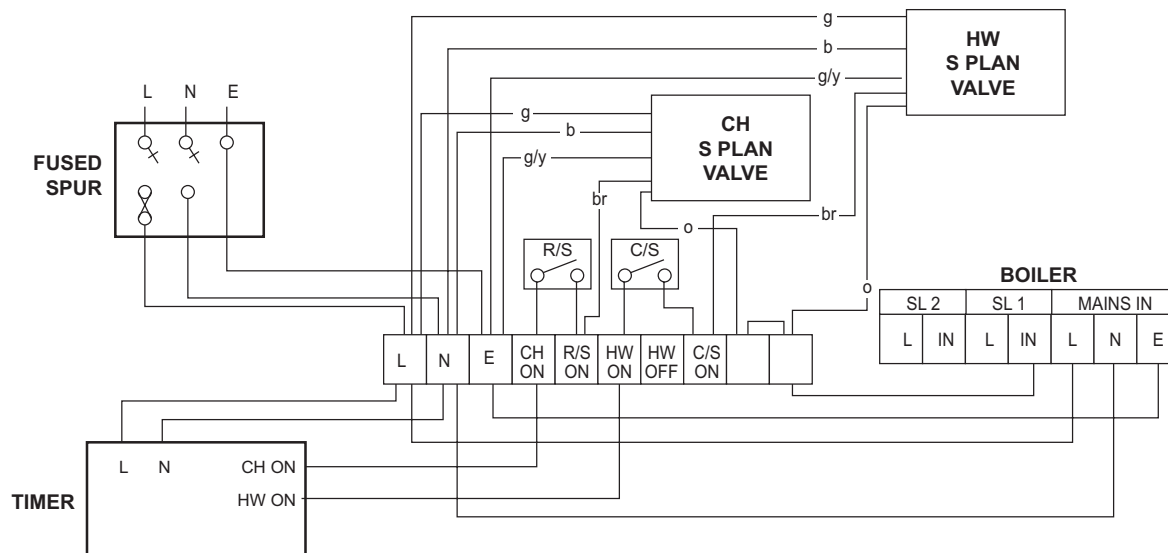 g
HW
S PLAN
VALVE
b
g/y
L N E
g
CH
S PLAN
VALVE
b
FUSED
SPUR
g/y
br
br
o
R/S
C/S
o
BOILER
SL 2 SL 1 MAINS IN
L IN L IN L N E
L N E CH ON R/S ON HW ON HW OFF C/S ON
L N CH ON
HW ON
TIMER